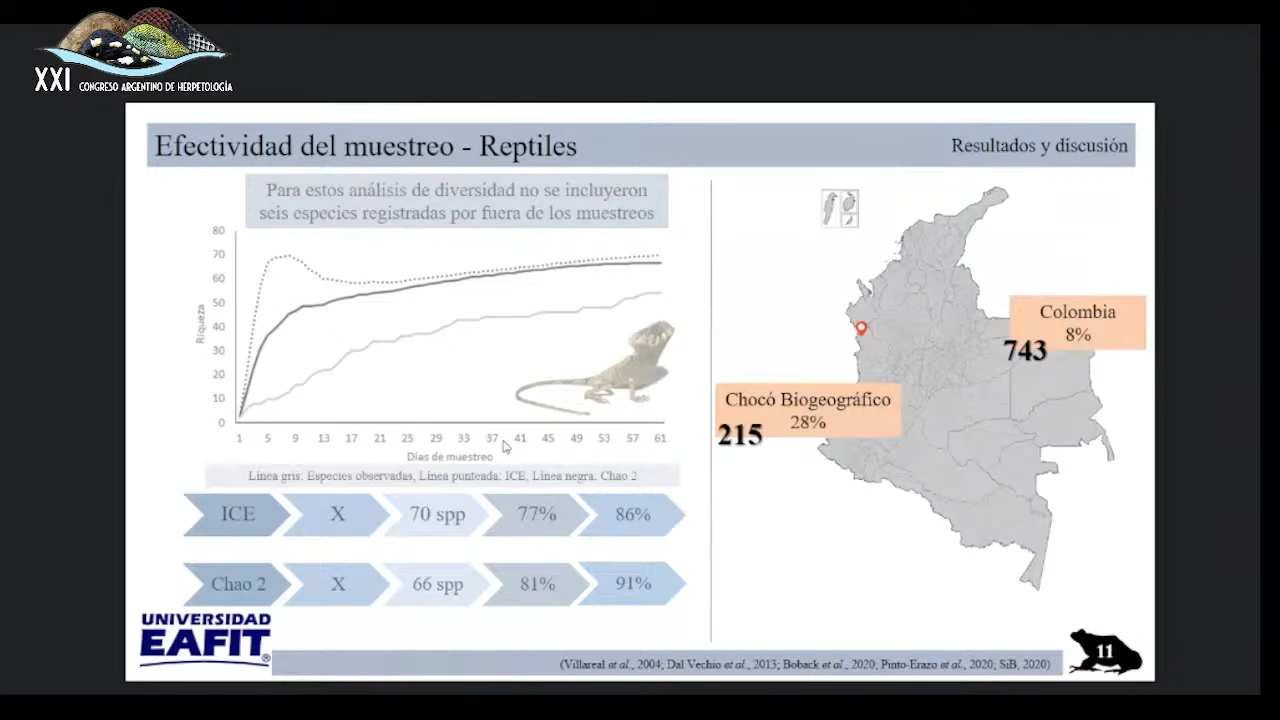 XXI CONGRESO ARGENTINO DE HERPETOLOGÍA
Efectividad del muestreo - Reptiles
Resultados y discusión
Para estos análisis de diversidad no se incluyeron
seis especies registradas por fuera de los muestreos
80
70
60
50
40
30
20
10
0
Riqueza
1 5 9 13 17 21 25 29 33 37 41 45 49 53 57 61
Días de muestreo
Línea gris: Especies observadas, Línea punteada: ICE, Línea negra: Chao 2
ICE X 70 spp 77% 86%
Chao 2 X 66 spp 81% 91%
Colombia
8%
743
Chocó Biogeográfico
28%
215
UNIVERSIDAD
EAFIT®
(Villareal et al., 2004; Dal Vechio et al., 2013; Boback et al., 2020; Pinto-Erazo et al., 2020; SiB, 2020)
11